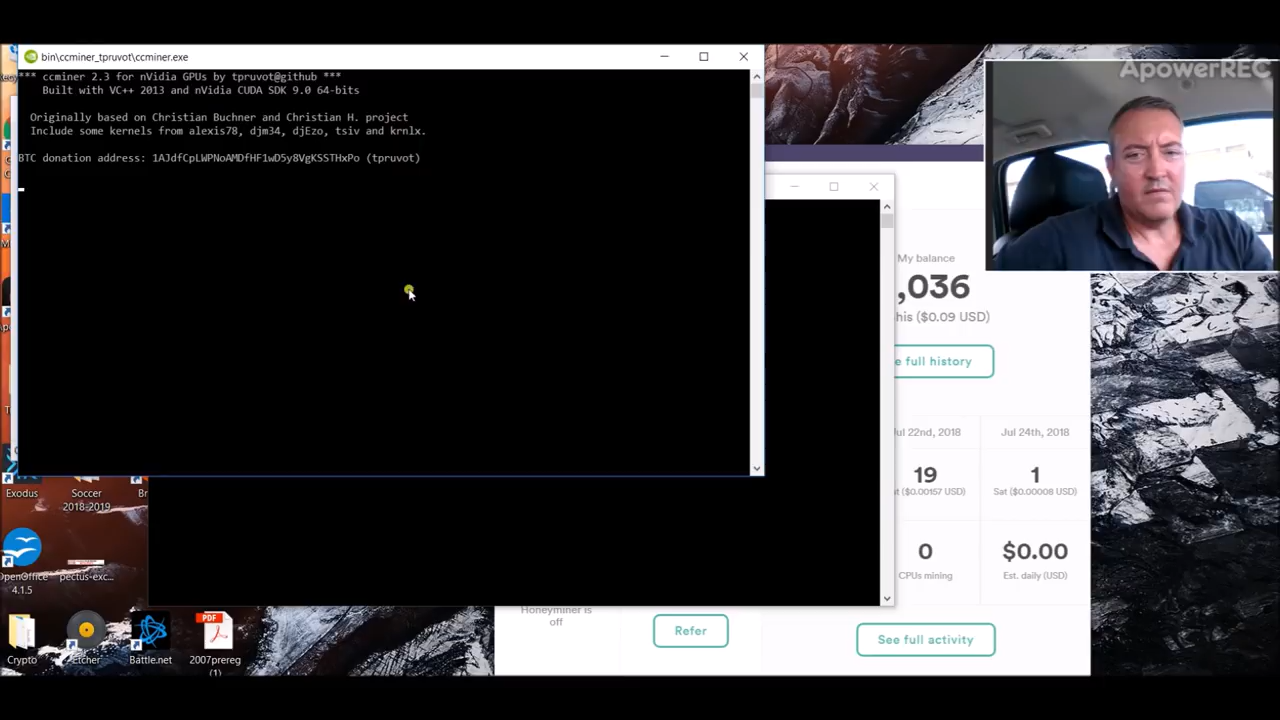 bin\ccminer_tpruvot\ccminer.exe
*** ccminer 2.3 for nVidia GPUs by tpruvot@github ***
Built with VC++ 2013 and nVidia CUDA SDK 9.0 64-bits
Originally based on Christian Buchner and Christian H. project
Include some kernels from alexis78, djm34, djEzo, tsiv and krnlx.
BTC donation address: 1AJdfCpLWPNoAMDfHF1wD5y8VgKSSTHxPo (tpruvot)
ApowerREC
My balance
,036
his ($0.09 USD)
e full history
ul 22nd, 2018
Jul 24th, 2018
19
1
t ($0.00157 USD)
Sat ($0.00008 USD)
0
$0.00
CPUs mining
Est. daily (USD)
Honeyminer is
off
Refer
See full activity
Exodus
Soccer
2018-2019
Br
OpenOffice
4.1.5
pectus-exc...
PDF
Crypto
Etcher
Battle.net
2007prereg
(1)